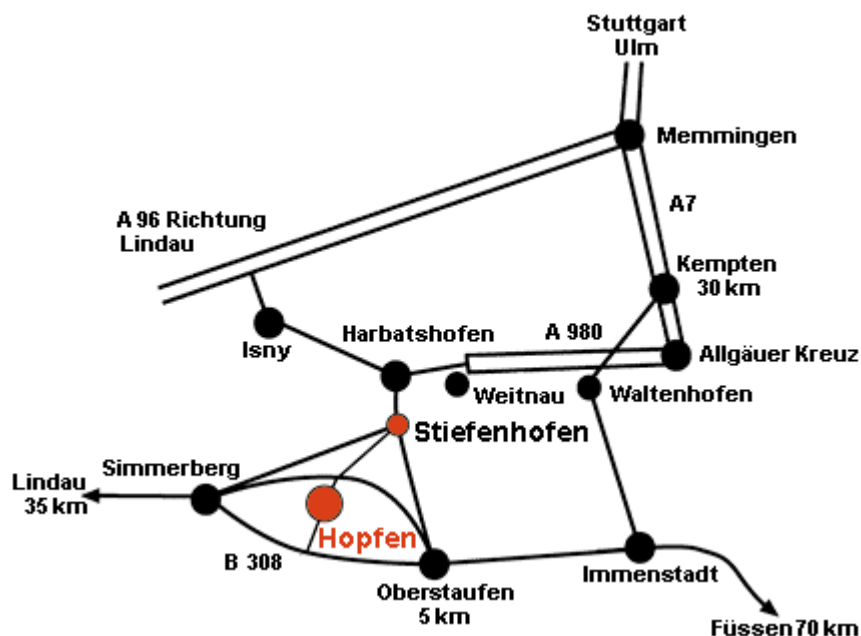 Stuttgart
Ulm
Memmingen
A 96 Richtung
Lindau
A7
Kempten
30 km
Harbatshofen
A 980
Isny
Allgäuer Kreuz
Weitnau
Waltenhofen
Stiefenhofen
Simmerberg
Lindau
35 km
Hopfen
B 308
Oberstaufen
5 km
Immenstadt
Füssen 70 km